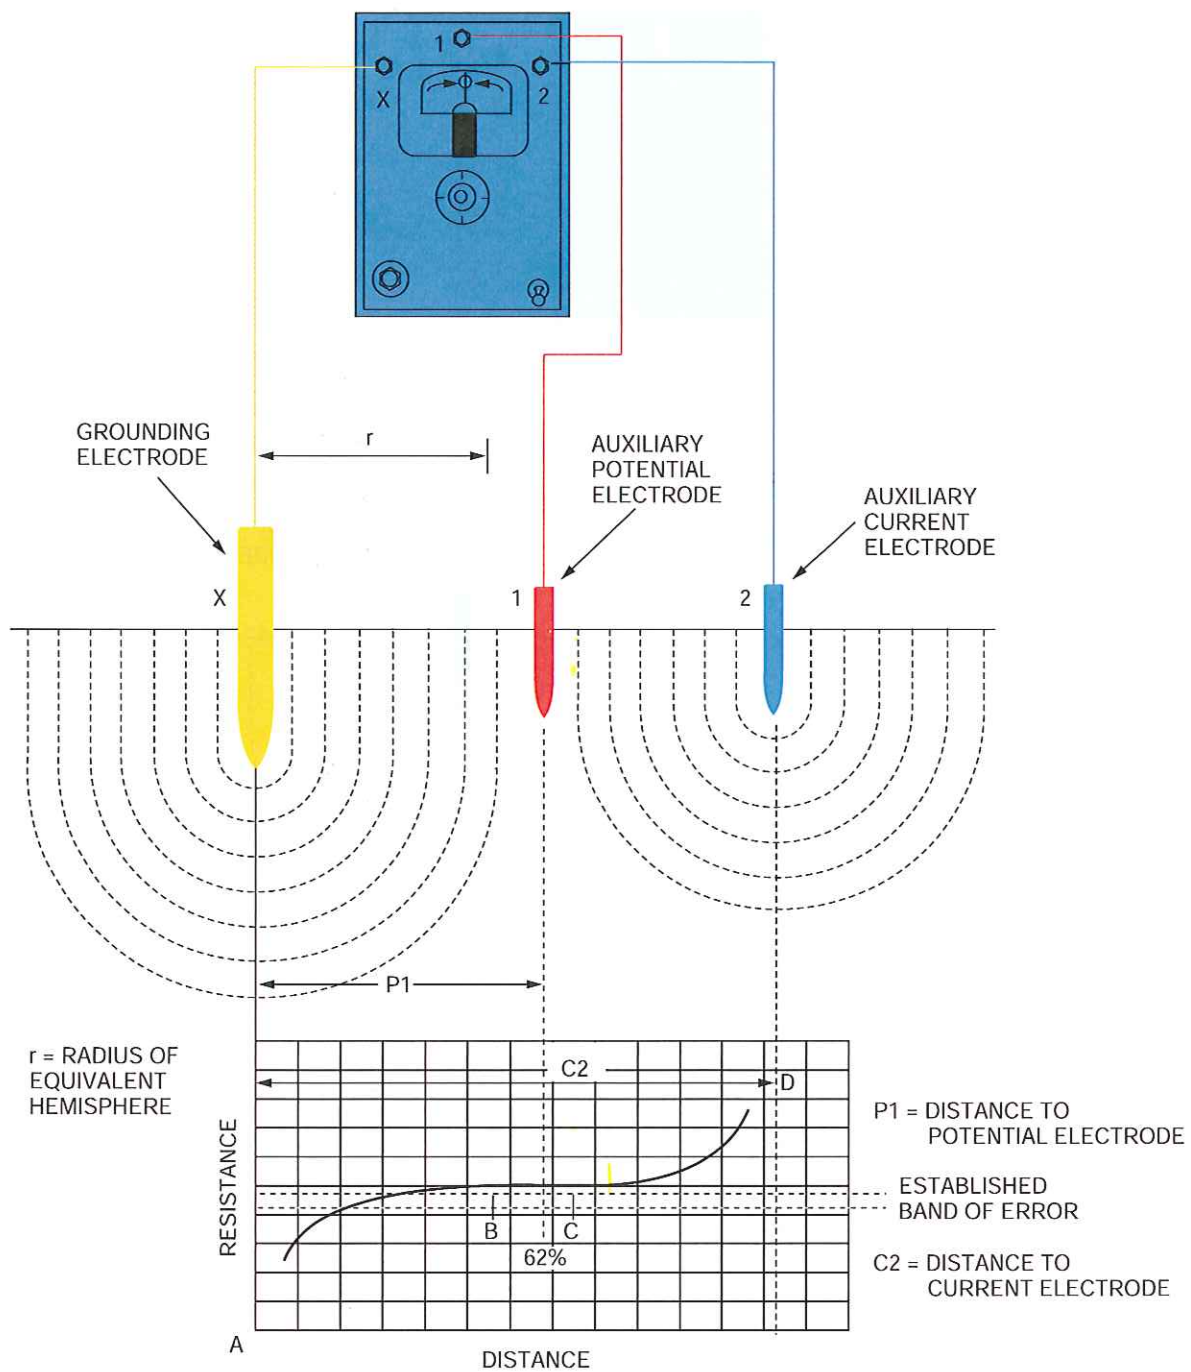 1
X
2
GROUNDING
ELECTRODE
r
AUXILIARY
POTENTIAL
ELECTRODE
AUXILIARY
CURRENT
ELECTRODE
X
1
2
P1
r = RADIUS OF
EQUIVALENT
HEMISPHERE
C2
D
P1 = DISTANCE TO
POTENTIAL ELECTRODE
RESISTANCE
ESTABLISHED
BAND OF ERROR
B
C
62%
C2 = DISTANCE TO
CURRENT ELECTRODE
A
DISTANCE